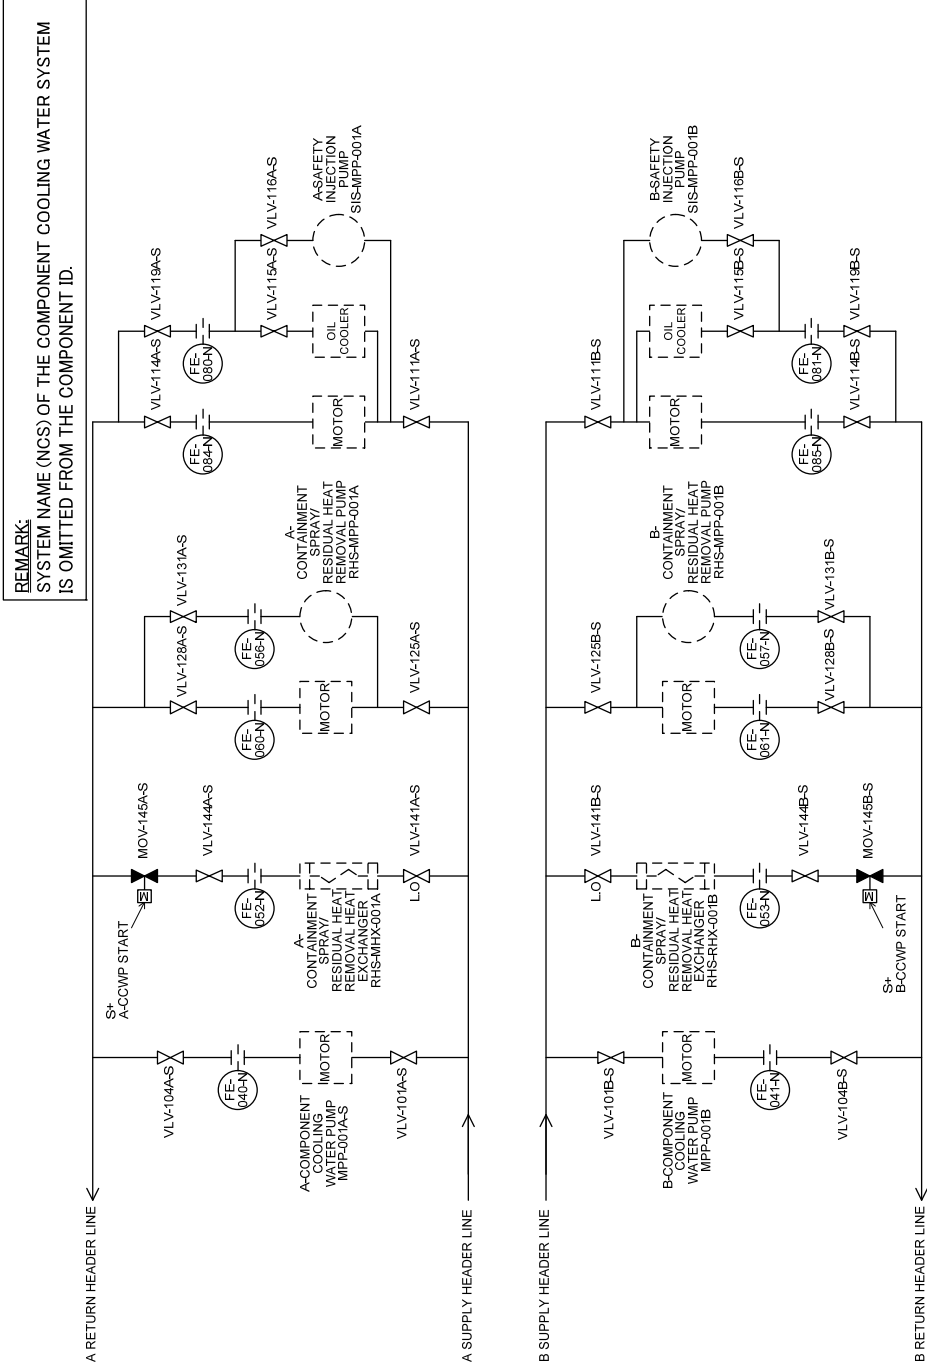 REMARK:
SYSTEM NAME (NCS) OF THE COMPONENT COOLING WATER SYSTEM
IS OMITTED FROM THE COMPONENT ID.
A RETURN HEADER LINE
VLV-104A-S
FE-
040-N
A-COMPONENT
COOLING
WATER PUMP
MPP-001A-S
MOTOR
VLV-101A-S
S+
A-CCWP START
M
MOV-145A-S
VLV-144A-S
FE-
052-N
A-
CONTAINMENT
SPRAY/
RESIDUAL HEAT
REMOVAL HEAT
EXCHANGER
RHS-MHX-001A
L.O
VLV-141A-S
VLV-128A-S
VLV-131A-S
FE-
060-N
FE-
056-N
MOTOR
A-
CONTAINMENT
SPRAY/
RESIDUAL HEAT
REMOVAL PUMP
RHS-MPP-001A
VLV-125A-S
VLV-114A-S
VLV-119A-S
FE-
084-N
FE-
080-N
VLV-115A-S
VLV-116A-S
MOTOR
OIL
COOLER
A-SAFETY
INJECTION
PUMP
SIS-MPP-001A
VLV-111A-S
A SUPPLY HEADER LINE
B SUPPLY HEADER LINE
VLV-101B-S
B-COMPONENT
COOLING
WATER PUMP
MPP-001B
MOTOR
FE-
041-N
VLV-104B-S
L.O
VLV-141B-S
B-
CONTAINMENT
SPRAY/
RESIDUAL HEAT
REMOVAL HEAT
EXCHANGER
RHS-RHX-001B
FE-
053-N
VLV-144B-S
M
MOV-145B-S
S+
B-CCWP START
VLV-125B-S
MOTOR
B-
CONTAINMENT
SPRAY/
RESIDUAL HEAT
REMOVAL PUMP
RHS-MPP-001B
FE-
061-N
FE-
057-N
VLV-128B-S
VLV-131B-S
VLV-111B-S
MOTOR
OIL
COOLER
B-SAFETY
INJECTION
PUMP
SIS-MPP-001B
VLV-115B-S
VLV-116B-S
FE-
085-N
FE-
081-N
VLV-114B-S
VLV-119B-S
B RETURN HEADER LINE